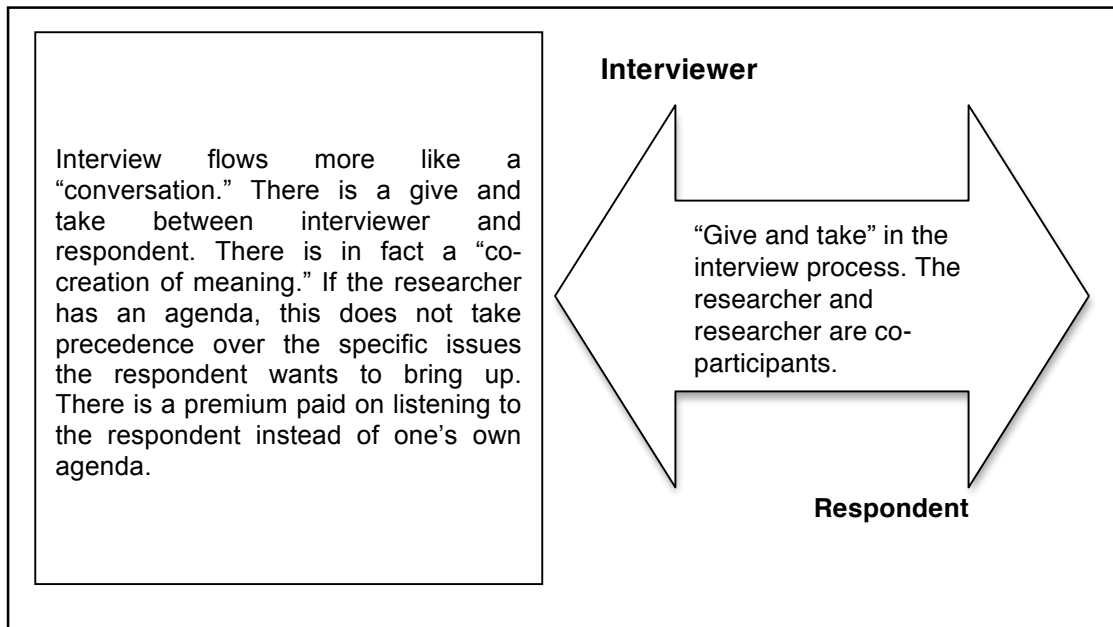 Interview flows more like a
“conversation.” There is a give and
take between interviewer and
respondent. There is in fact a “co-
creation of meaning.” If the researcher
has an agenda, this does not take
precedence over the specific issues
the respondent wants to bring up.
There is a premium paid on listening to
the respondent instead of one’s own
agenda.
Interviewer
“Give and take” in the
interview process. The
researcher and
researcher are co-
participants.
Respondent